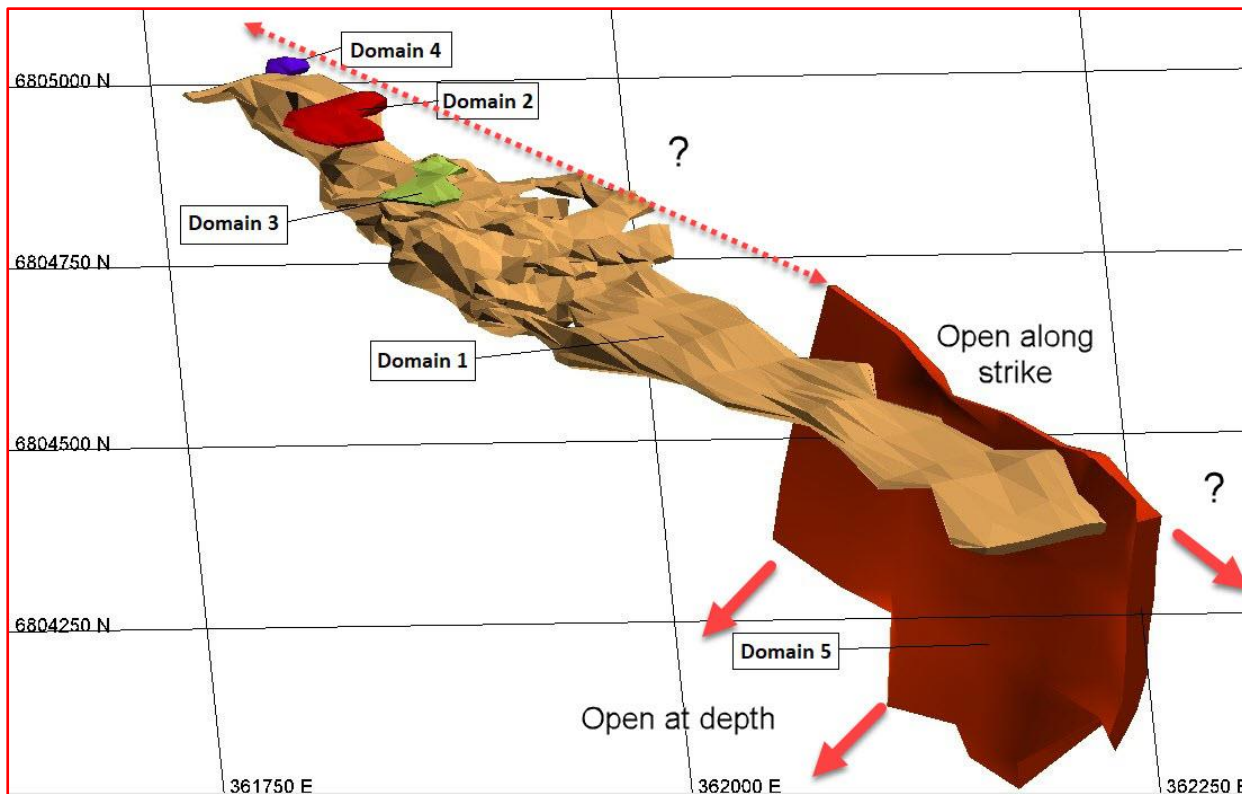 Domain 4
6805000 N
Domain 2
?
Domain 3
6804750 N
Open along
strike
Domain 1
6804500 N
?
6804250 N
Domain 5
Open at depth
361750 E
362000 E
362250 E